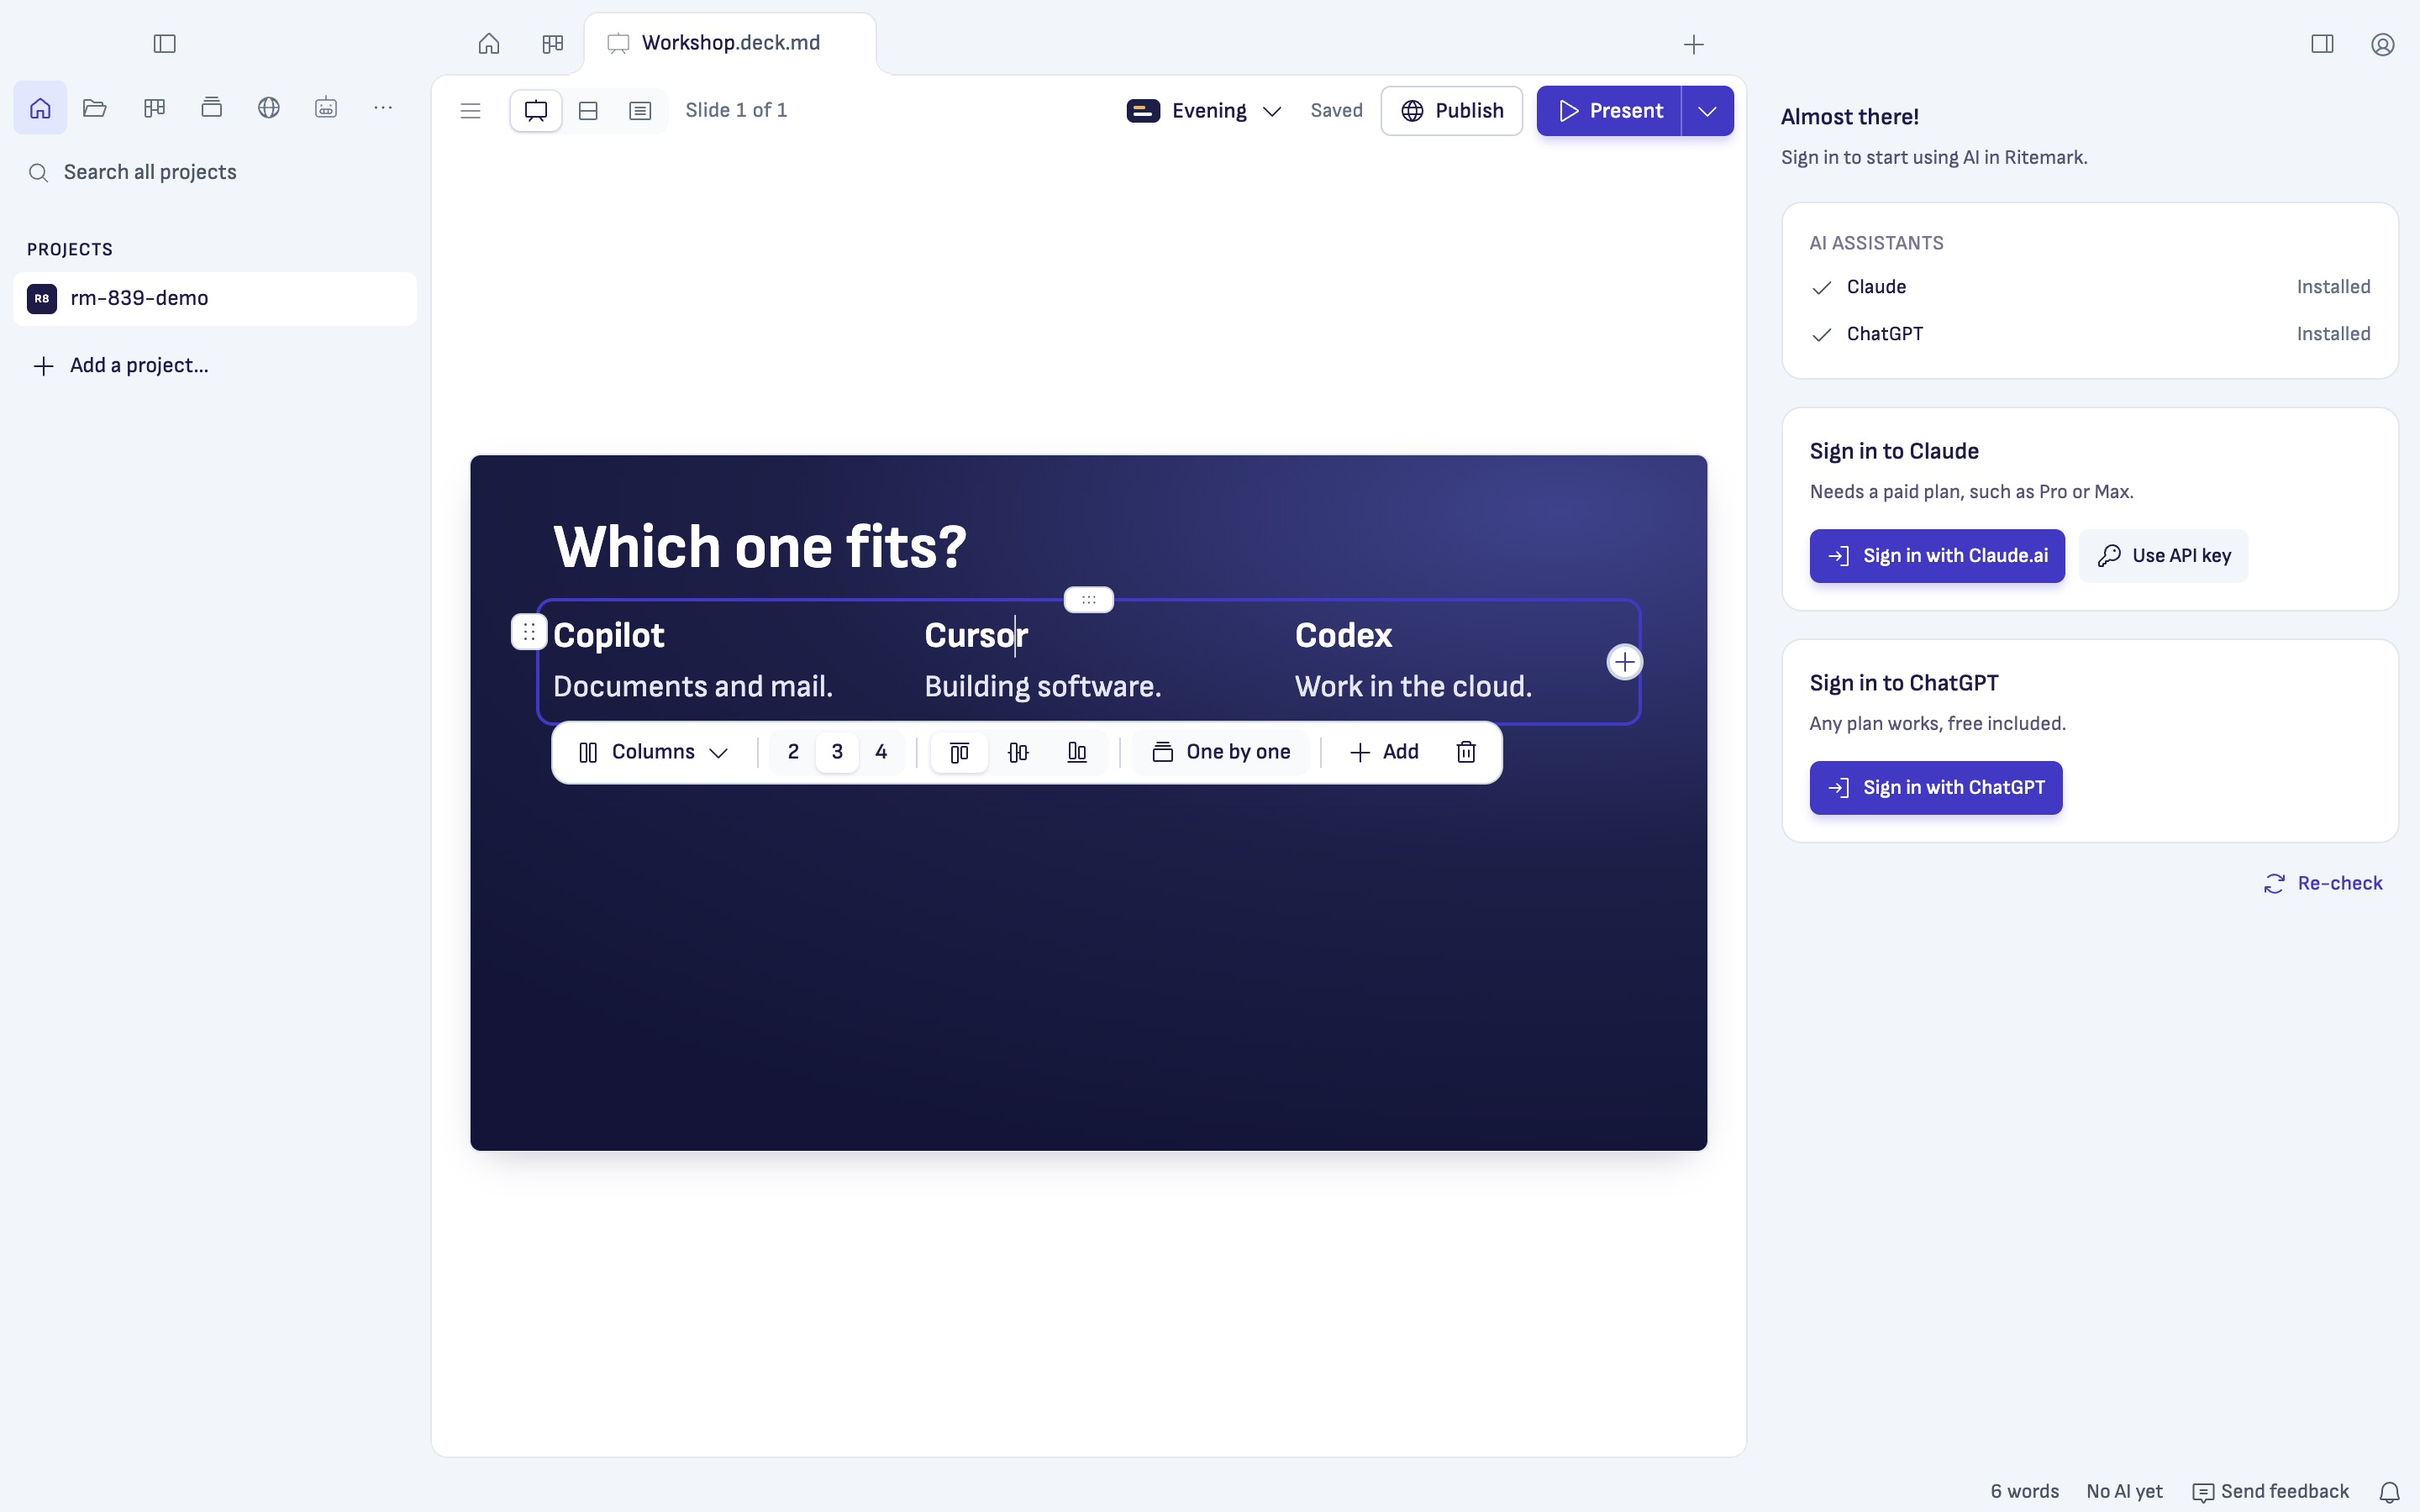 Workshop.deck.md
Slide 1 of 1
Evening
Saved
Publish
Present
Search all projects
PROJECTS
R8 rm-839-demo
Add a project...
Which one fits?
Copilot
Documents and mail.
Cursor
Building software.
Codex
Work in the cloud.
Columns 2 3 4 One by one Add
Almost there!
Sign in to start using AI in Ritemark.
AI ASSISTANTS
Claude Installed
ChatGPT Installed
Sign in to Claude
Needs a paid plan, such as Pro or Max.
Sign in with Claude.ai Use API key
Sign in to ChatGPT
Any plan works, free included.
Sign in with ChatGPT
Re-check
6 words No AI yet Send feedback